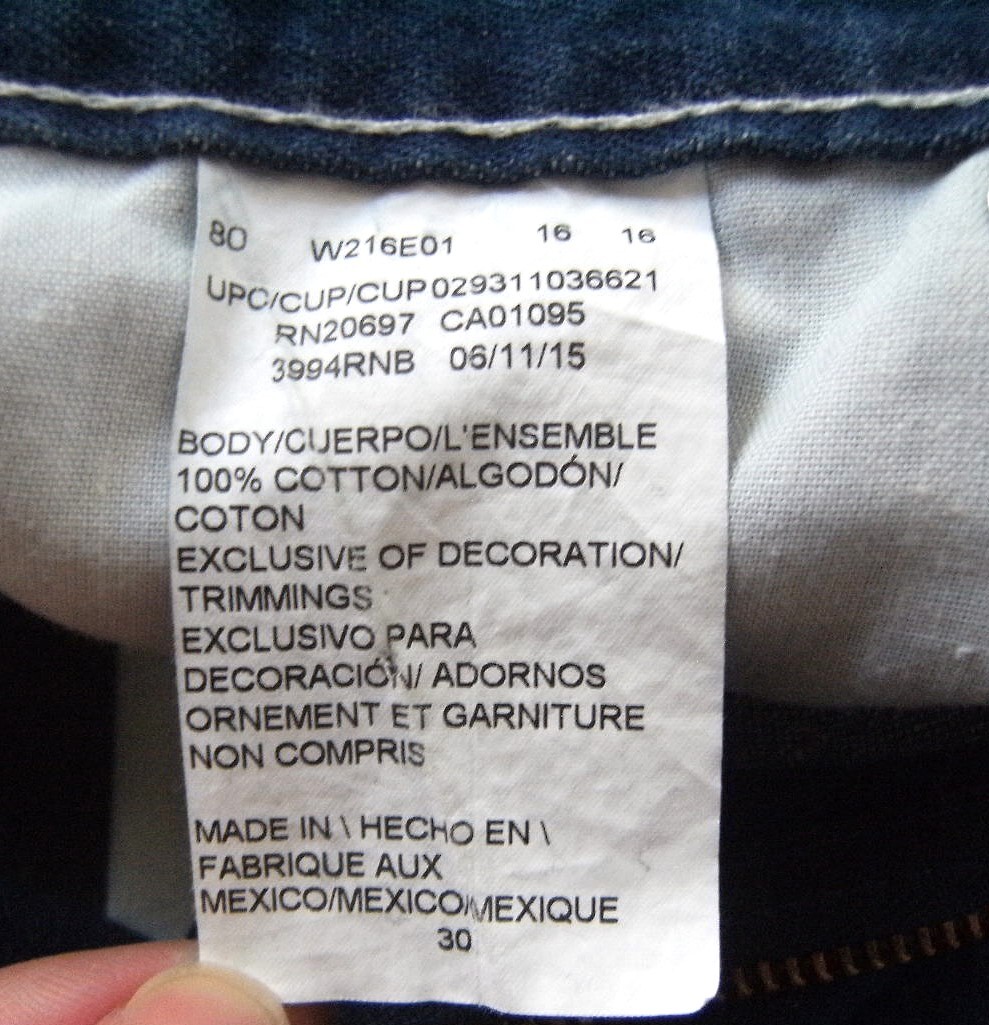 80 W216E01 16 16
UPC/CUP/CUP029311036621
RN20697 CA01095
3994RNB 06/11/15
BODY/CUERPO/L'ENSEMBLE
100% COTTON/ALGODÓN/
COTON
EXCLUSIVE OF DECORATION/
TRIMMINGS
EXCLUSIVO PARA
DECORACIÓN/ ADORNOS
ORNEMENT ET GARNITURE
NON COMPRIS
MADE IN \ HECHO EN \
FABRIQUE AUX
MEXICO/MEXICO/MEXIQUE
30